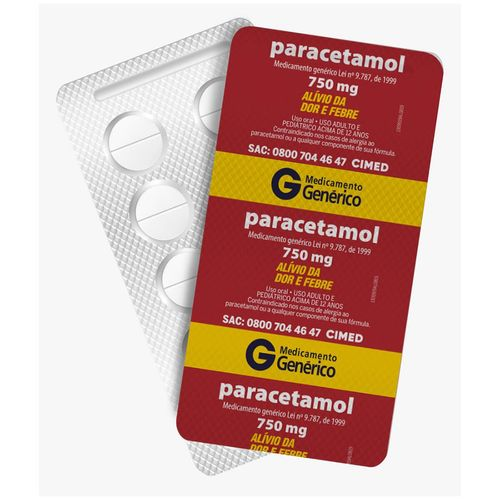 paracetamol
Medicamento genérico Lei nº 9.787, de 1999
750 mg
ALÍVIO DA
DOR E FEBRE
Uso oral • USO ADULTO E
PEDIÁTRICO ACIMA DE 12 ANOS
Contraindicado nos casos de alergia ao
paracetamol ou a qualquer componente de sua fórmula.
SAC: 0800 704 46 47 CIMED
G Medicamento
Genérico
paracetamol
Medicamento genérico Lei nº 9.787, de 1999
750 mg
ALÍVIO DA
DOR E FEBRE
Uso oral • USO ADULTO E
PEDIÁTRICO ACIMA DE 12 ANOS
Contraindicado nos casos de alergia ao
paracetamol ou a qualquer componente de sua fórmula.
SAC: 0800 704 46 47 CIMED
G Medicamento
Genérico
paracetamol
Medicamento genérico Lei nº 9.787, de 1999
750 mg
ALÍVIO DA
DOR E FEBRE